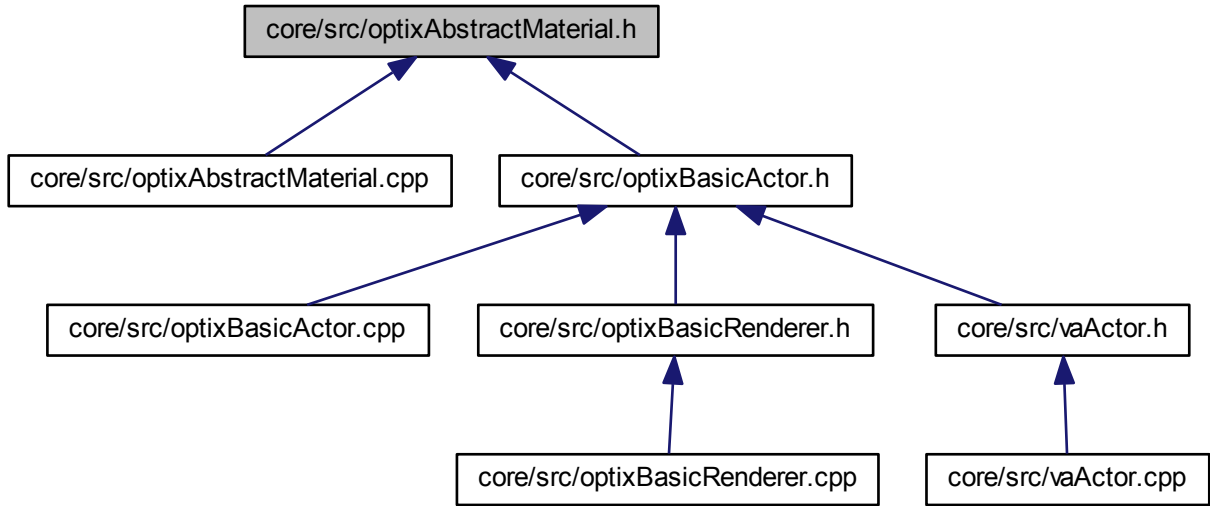 core/src/optixAbstractMaterial.h
core/src/optixAbstractMaterial.cpp
core/src/optixBasicActor.h
core/src/optixBasicActor.cpp
core/src/optixBasicRenderer.h
core/src/vaActor.h
core/src/optixBasicRenderer.cpp
core/src/vaActor.cpp